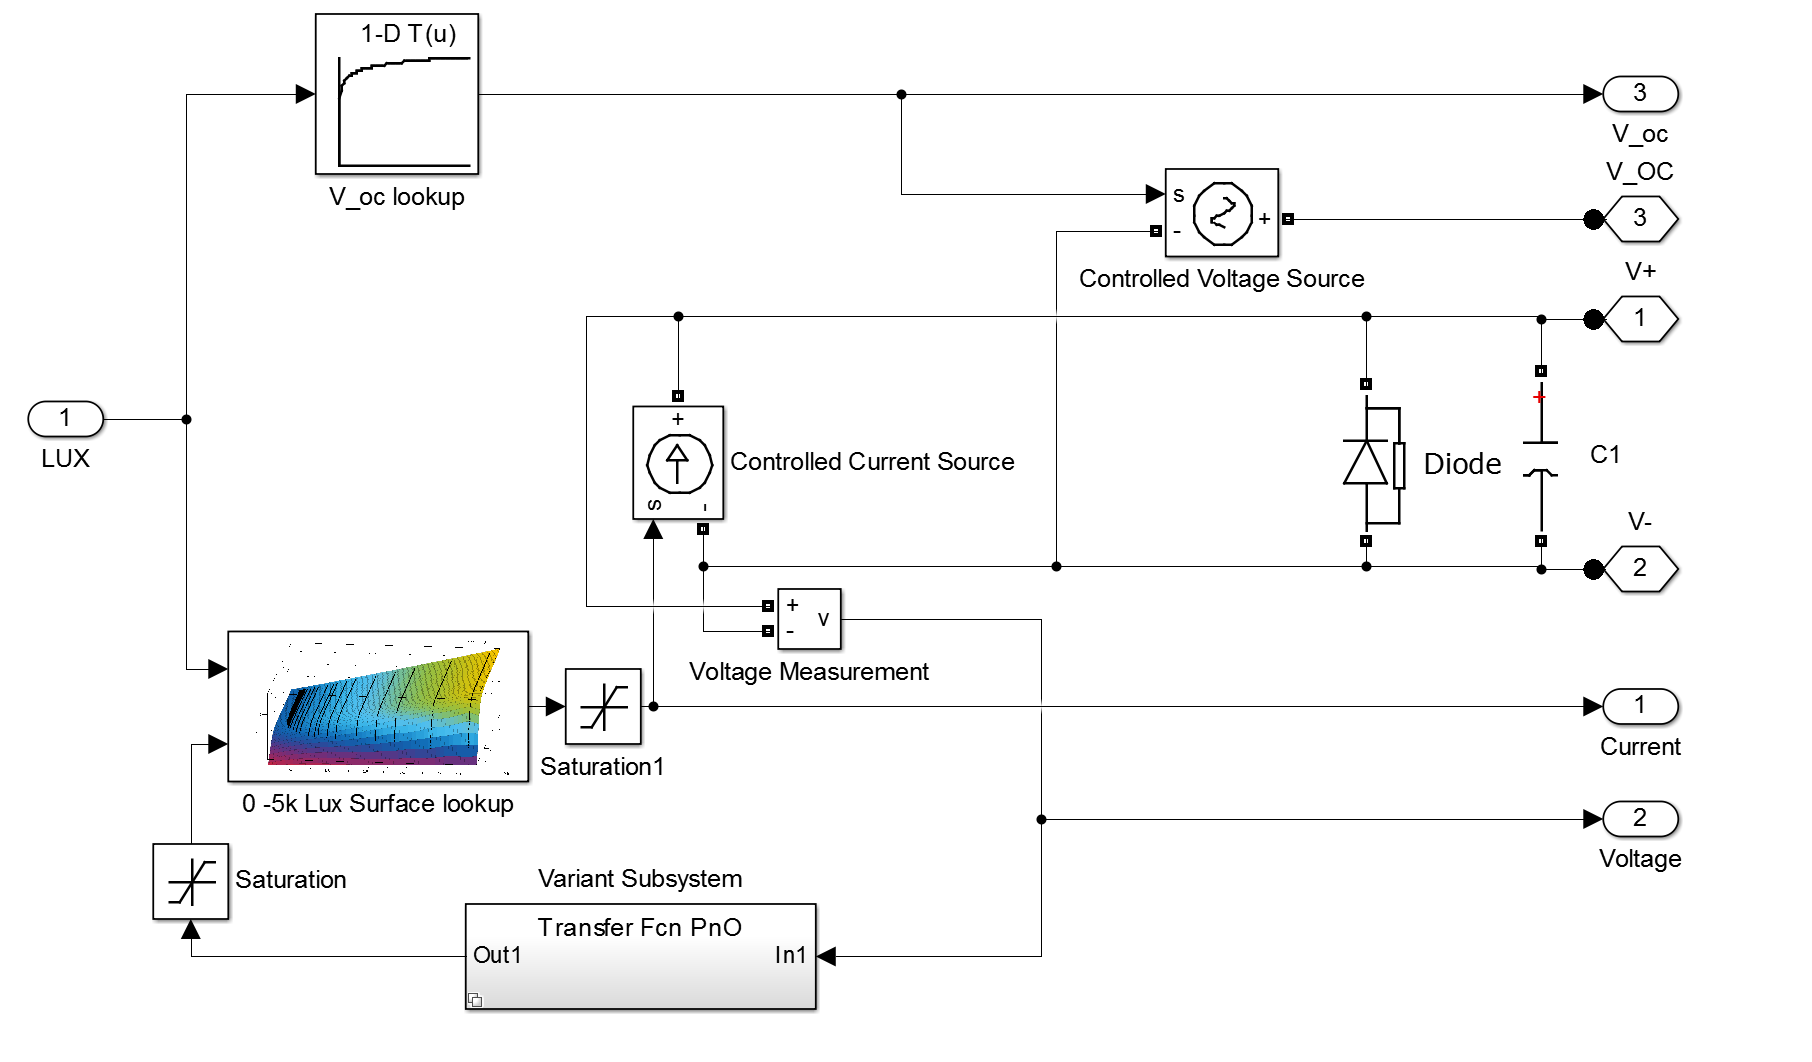 1-D T(u)
V_oc lookup
3
V_oc
V_OC
s
-
+
3
Controlled Voltage Source
V+
1
1
LUX
+
Controlled Current Source
s
-
Diode
+
C1
V-
2
+
-
v
Voltage Measurement
1
Current
Saturation1
0 -5k Lux Surface lookup
2
Voltage
Saturation
Variant Subsystem
Transfer Fcn PnO
Out1
In1